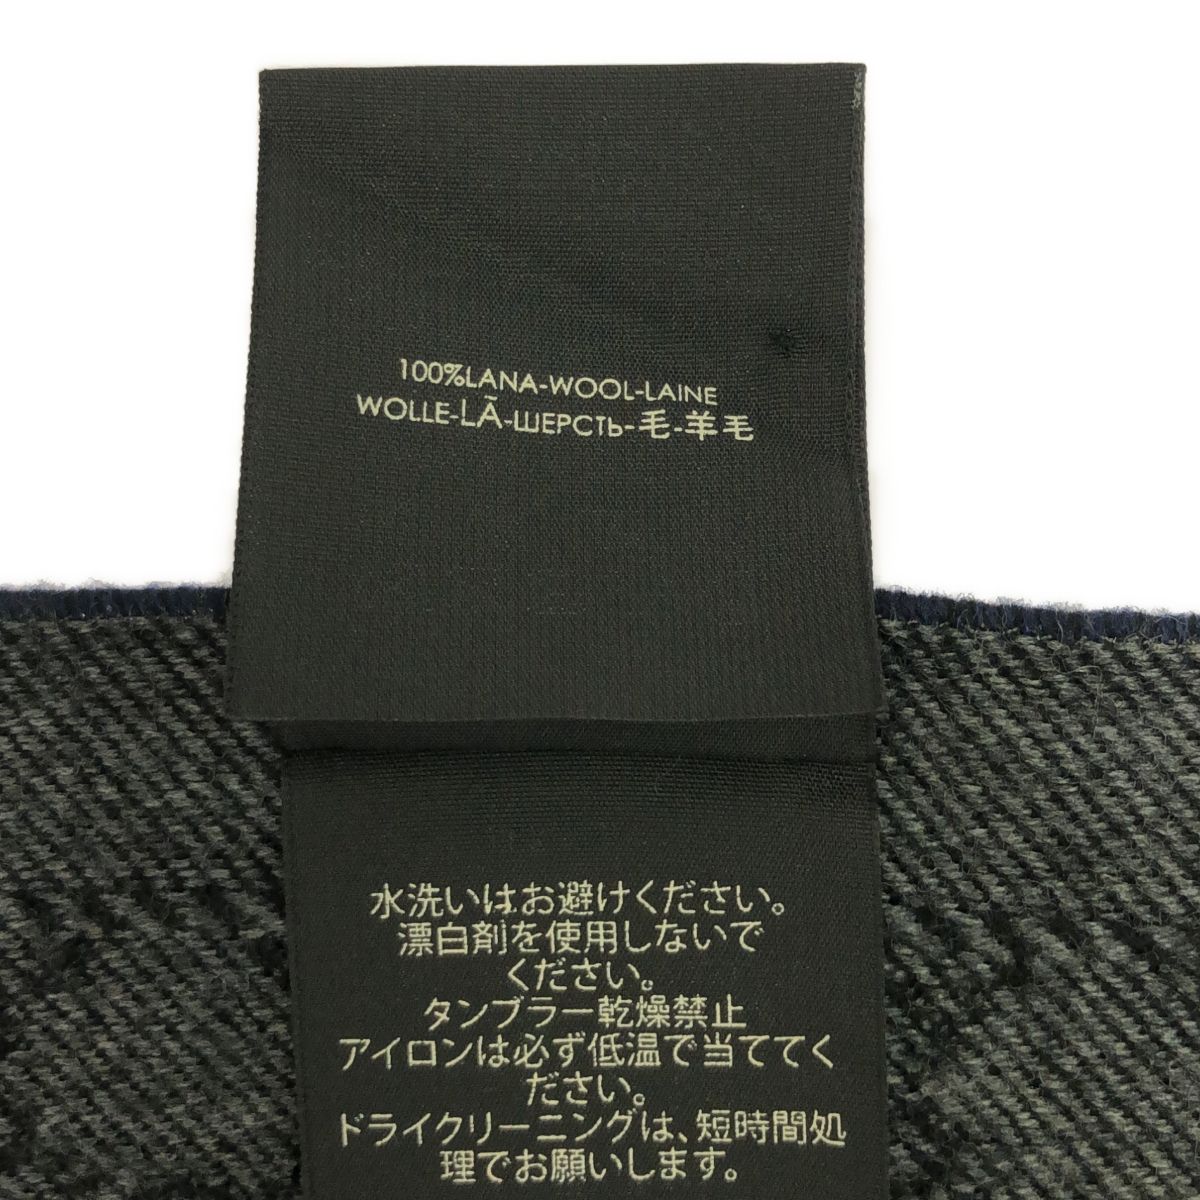 100%LANA-WOOL-LAINE
WOLLE-LÃ-ШЕРСТЬ-毛-羊毛
水洗いはお避けください。
漂白剤を使用しないで
ください。
タンブラー乾燥禁止
アイロンは必ず低温で当ててく
ださい。
ドライクリーニングは、短時間処
理でお願いします。